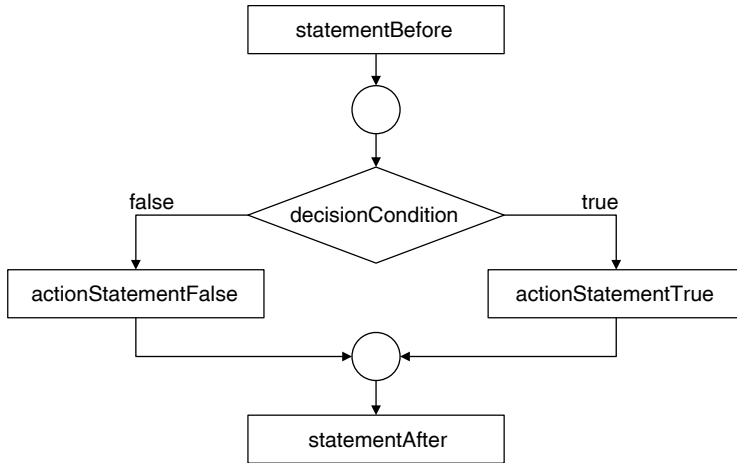 statementBefore
false
true
decisionCondition
actionStatementFalse
actionStatementTrue
statementAfter